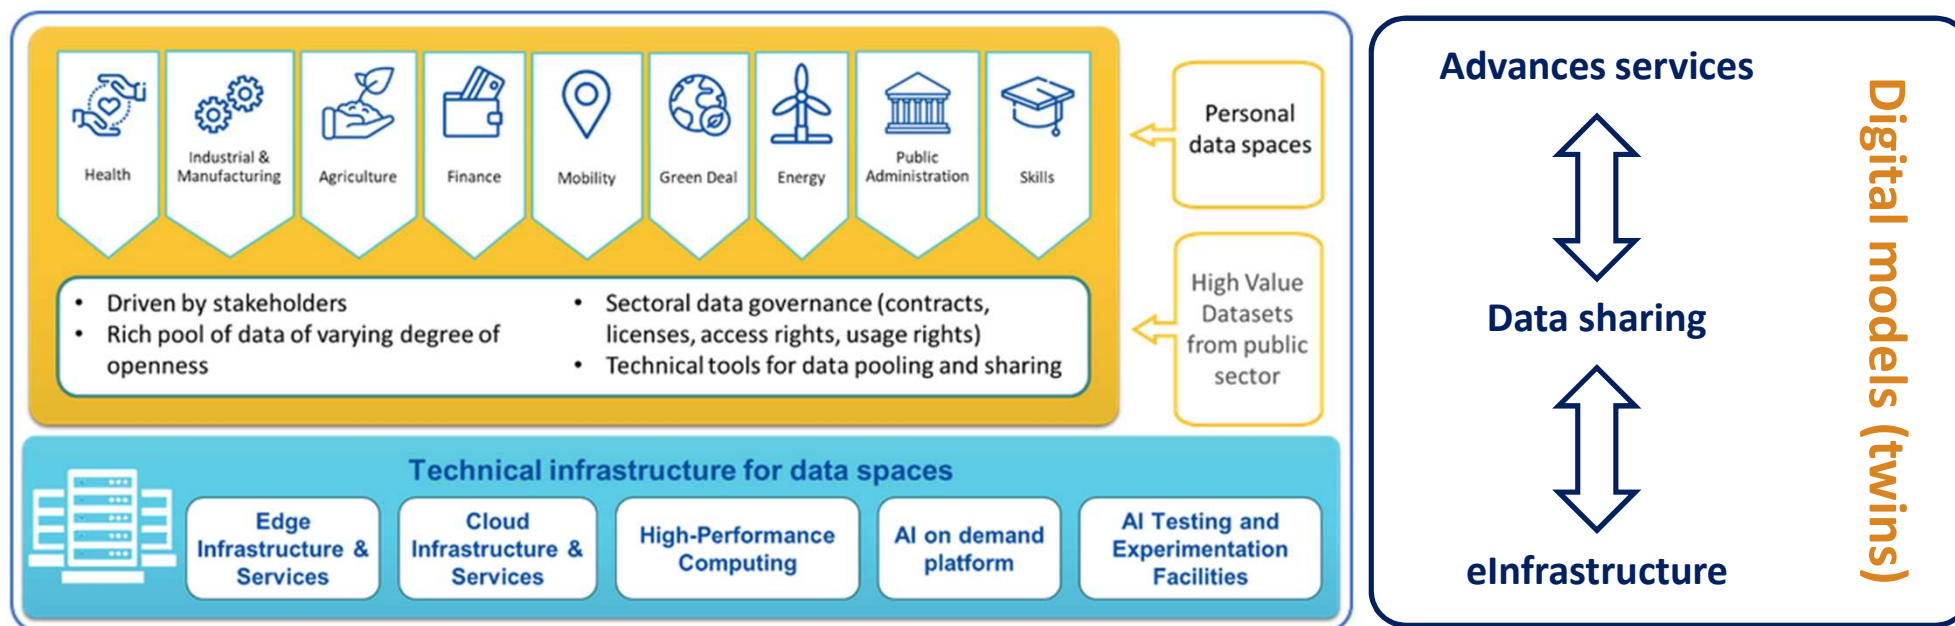 Health
Industrial &
Manufacturing
Agriculture
Finance
Mobility
Green Deal
Energy
Public
Administration
Skills
• Driven by stakeholders
• Rich pool of data of varying degree of
openness
• Sectoral data governance (contracts,
licenses, access rights, usage rights)
• Technical tools for data pooling and sharing
Personal
data spaces
High Value
Datasets
from public
sector
Technical infrastructure for data spaces
Edge
Infrastructure &
Services
Cloud
Infrastructure &
Services
High-Performance
Computing
AI on demand
platform
AI Testing and
Experimentation
Facilities
Advances services
Data sharing
eInfrastructure
Digital models (twins)